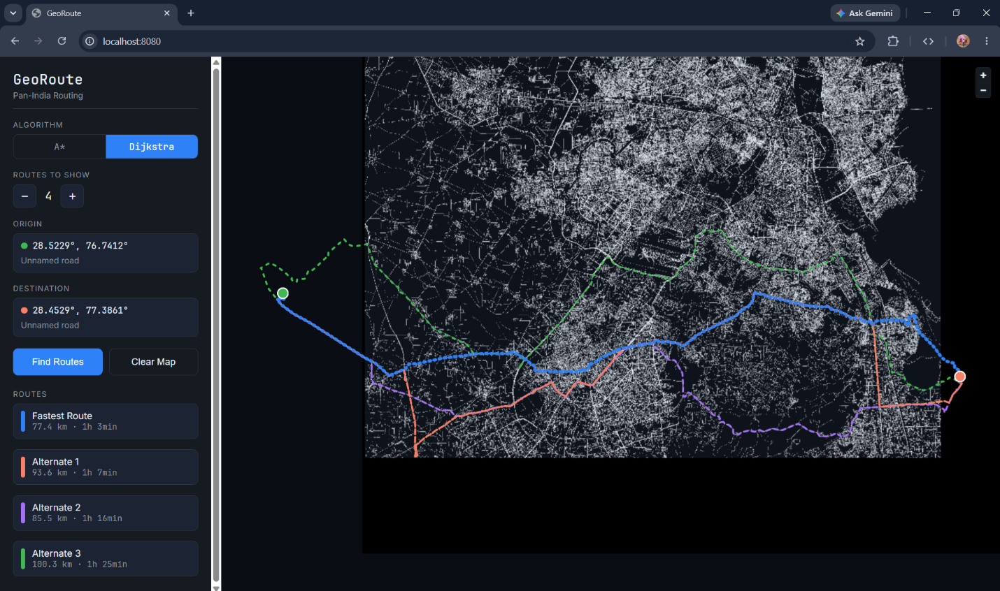 GeoRoute
Ask Gemini
localhost:8080
GeoRoute
Pan-India Routing
ALGORITHM
A* Dijkstra
ROUTES TO SHOW
− 4 +
ORIGIN
28.5229°, 76.7412°
Unnamed road
DESTINATION
28.4529°, 77.3861°
Unnamed road
Find Routes Clear Map
ROUTES
Fastest Route
77.4 km · 1h 3min
Alternate 1
93.6 km · 1h 7min
Alternate 2
85.5 km · 1h 16min
Alternate 3
100.3 km · 1h 25min
+
−